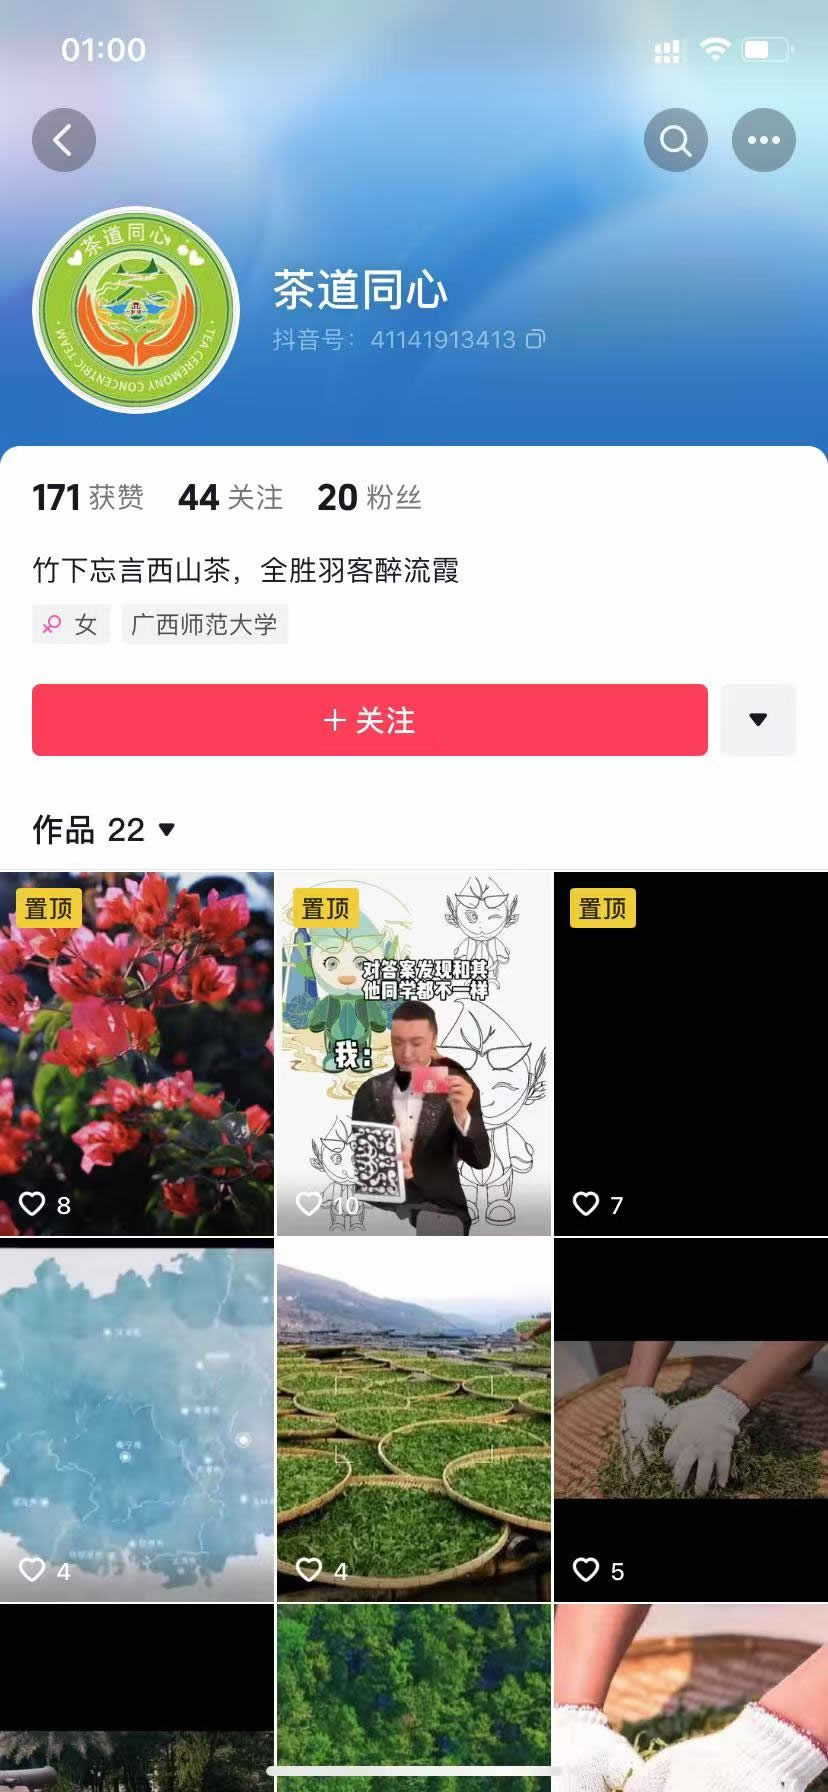 01:00
茶道同心
TEA CEREMONY CONCENTRIC TEAM
茶道同心
抖音号：41141913413
171 获赞 44 关注 20 粉丝
竹下忘言西山茶，全胜羽客醉流霞
女 广西师范大学
+ 关注
作品 22
置顶 置顶 置顶
对答案发现和其
他同学都不一样
我：
8 10 7
南宁市
4 4 5